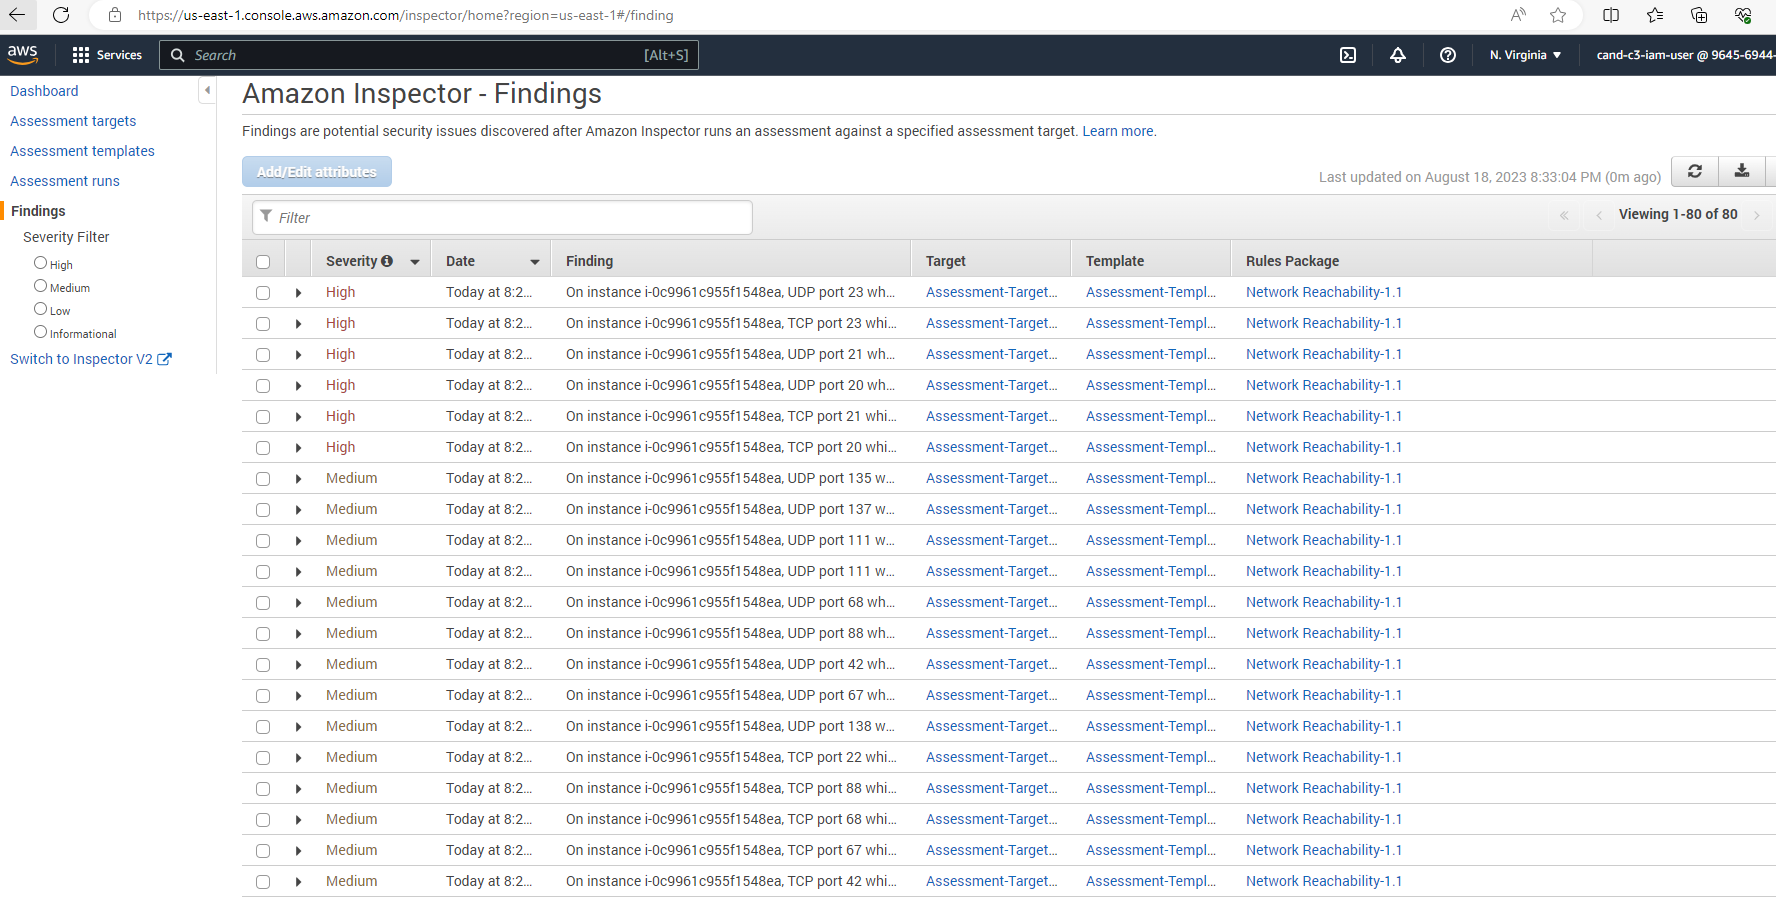 https://us-east-1.console.aws.amazon.com/inspector/home?region=us-east-1#/finding
aws Services Search [Alt+S] N. Virginia cand-c3-iam-user @ 9645-6944-
Dashboard
Assessment targets
Assessment templates
Assessment runs
Findings
Severity Filter
High
Medium
Low
Informational
Switch to Inspector V2
Amazon Inspector - Findings
Findings are potential security issues discovered after Amazon Inspector runs an assessment against a specified assessment target. Learn more.
Add/Edit attributes
Last updated on August 18, 2023 8:33:04 PM (0m ago)
Filter
Viewing 1-80 of 80
Severity Date Finding Target Template Rules Package
High Today at 8:2... On instance i-0c9961c955f1548ea, UDP port 23 wh... Assessment-Target... Assessment-Templ... Network Reachability-1.1
High Today at 8:2... On instance i-0c9961c955f1548ea, TCP port 23 whi... Assessment-Target... Assessment-Templ... Network Reachability-1.1
High Today at 8:2... On instance i-0c9961c955f1548ea, UDP port 21 wh... Assessment-Target... Assessment-Templ... Network Reachability-1.1
High Today at 8:2... On instance i-0c9961c955f1548ea, UDP port 20 wh... Assessment-Target... Assessment-Templ... Network Reachability-1.1
High Today at 8:2... On instance i-0c9961c955f1548ea, TCP port 21 whi... Assessment-Target... Assessment-Templ... Network Reachability-1.1
High Today at 8:2... On instance i-0c9961c955f1548ea, TCP port 20 whi... Assessment-Target... Assessment-Templ... Network Reachability-1.1
Medium Today at 8:2... On instance i-0c9961c955f1548ea, UDP port 135 w... Assessment-Target... Assessment-Templ... Network Reachability-1.1
Medium Today at 8:2... On instance i-0c9961c955f1548ea, UDP port 137 w... Assessment-Target... Assessment-Templ... Network Reachability-1.1
Medium Today at 8:2... On instance i-0c9961c955f1548ea, UDP port 111 w... Assessment-Target... Assessment-Templ... Network Reachability-1.1
Medium Today at 8:2... On instance i-0c9961c955f1548ea, UDP port 111 w... Assessment-Target... Assessment-Templ... Network Reachability-1.1
Medium Today at 8:2... On instance i-0c9961c955f1548ea, UDP port 68 wh... Assessment-Target... Assessment-Templ... Network Reachability-1.1
Medium Today at 8:2... On instance i-0c9961c955f1548ea, UDP port 88 wh... Assessment-Target... Assessment-Templ... Network Reachability-1.1
Medium Today at 8:2... On instance i-0c9961c955f1548ea, UDP port 42 wh... Assessment-Target... Assessment-Templ... Network Reachability-1.1
Medium Today at 8:2... On instance i-0c9961c955f1548ea, UDP port 67 wh... Assessment-Target... Assessment-Templ... Network Reachability-1.1
Medium Today at 8:2... On instance i-0c9961c955f1548ea, UDP port 138 w... Assessment-Target... Assessment-Templ... Network Reachability-1.1
Medium Today at 8:2... On instance i-0c9961c955f1548ea, TCP port 22 whi... Assessment-Target... Assessment-Templ... Network Reachability-1.1
Medium Today at 8:2... On instance i-0c9961c955f1548ea, TCP port 88 whi... Assessment-Target... Assessment-Templ... Network Reachability-1.1
Medium Today at 8:2... On instance i-0c9961c955f1548ea, TCP port 68 whi... Assessment-Target... Assessment-Templ... Network Reachability-1.1
Medium Today at 8:2... On instance i-0c9961c955f1548ea, TCP port 67 whi... Assessment-Target... Assessment-Templ... Network Reachability-1.1
Medium Today at 8:2... On instance i-0c9961c955f1548ea, TCP port 42 whi... Assessment-Target... Assessment-Templ... Network Reachability-1.1